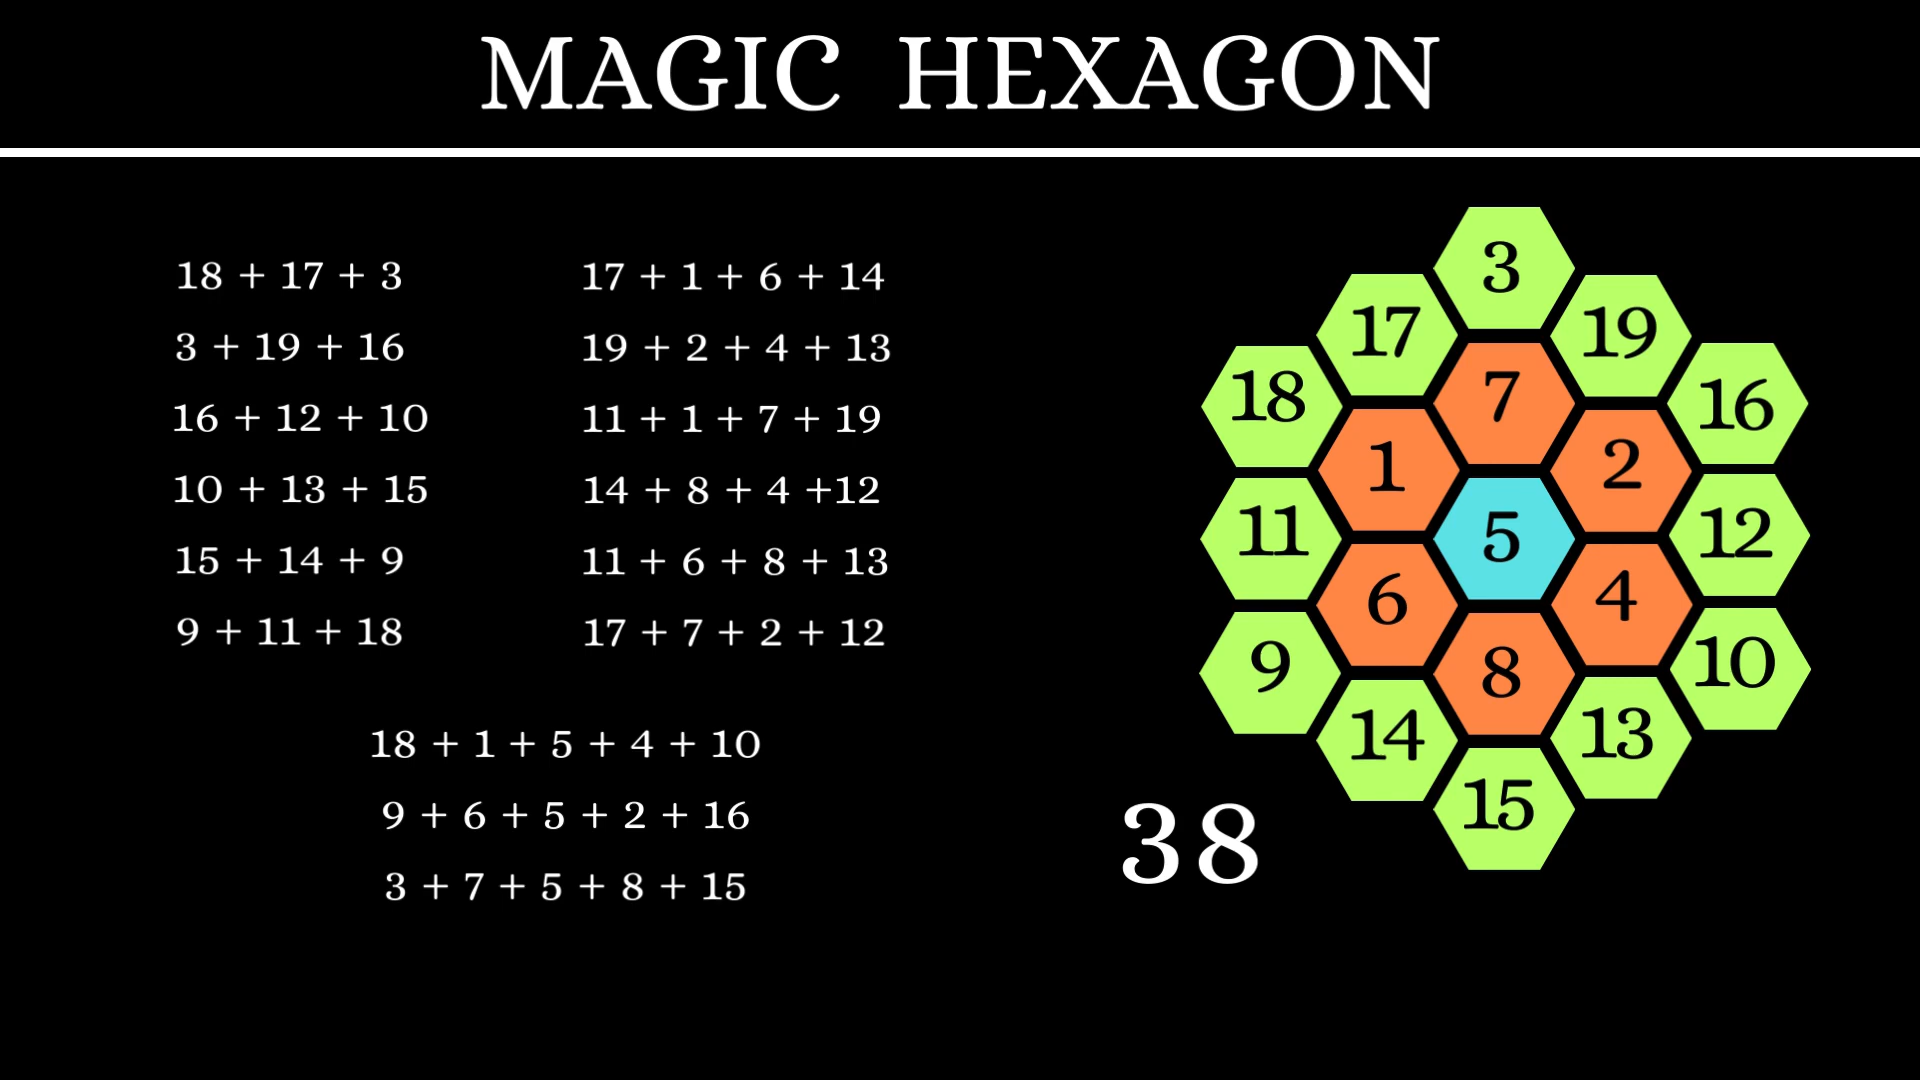 MAGIC HEXAGON
18 + 17 + 3
3 + 19 + 16
16 + 12 + 10
10 + 13 + 15
15 + 14 + 9
9 + 11 + 18
17 + 1 + 6 + 14
19 + 2 + 4 + 13
11 + 1 + 7 + 19
14 + 8 + 4 +12
11 + 6 + 8 + 13
17 + 7 + 2 + 12
18 + 1 + 5 + 4 + 10
9 + 6 + 5 + 2 + 16
3 + 7 + 5 + 8 + 15
3
17 19
18 7 16
1 2
11 5 12
6 4
9 8 10
14 13
15
38